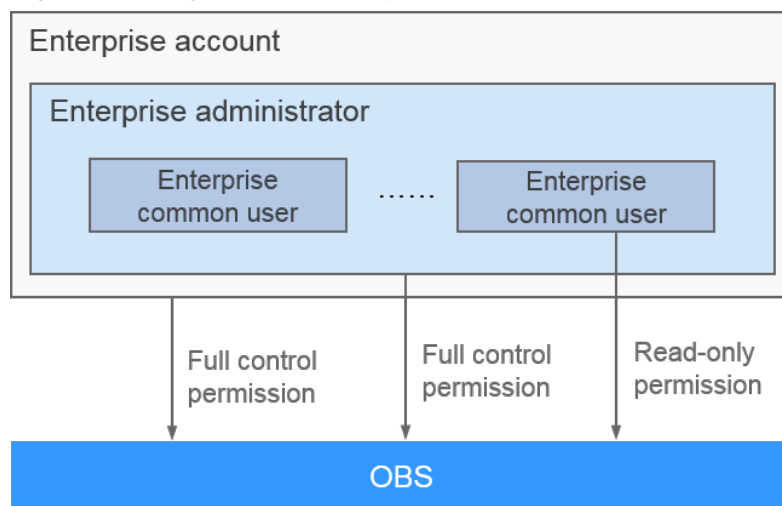 Enterprise account
Enterprise administrator
Enterprise
common user
......
Enterprise
common user
Full control
permission
Full control
permission
Read-only
permission
OBS